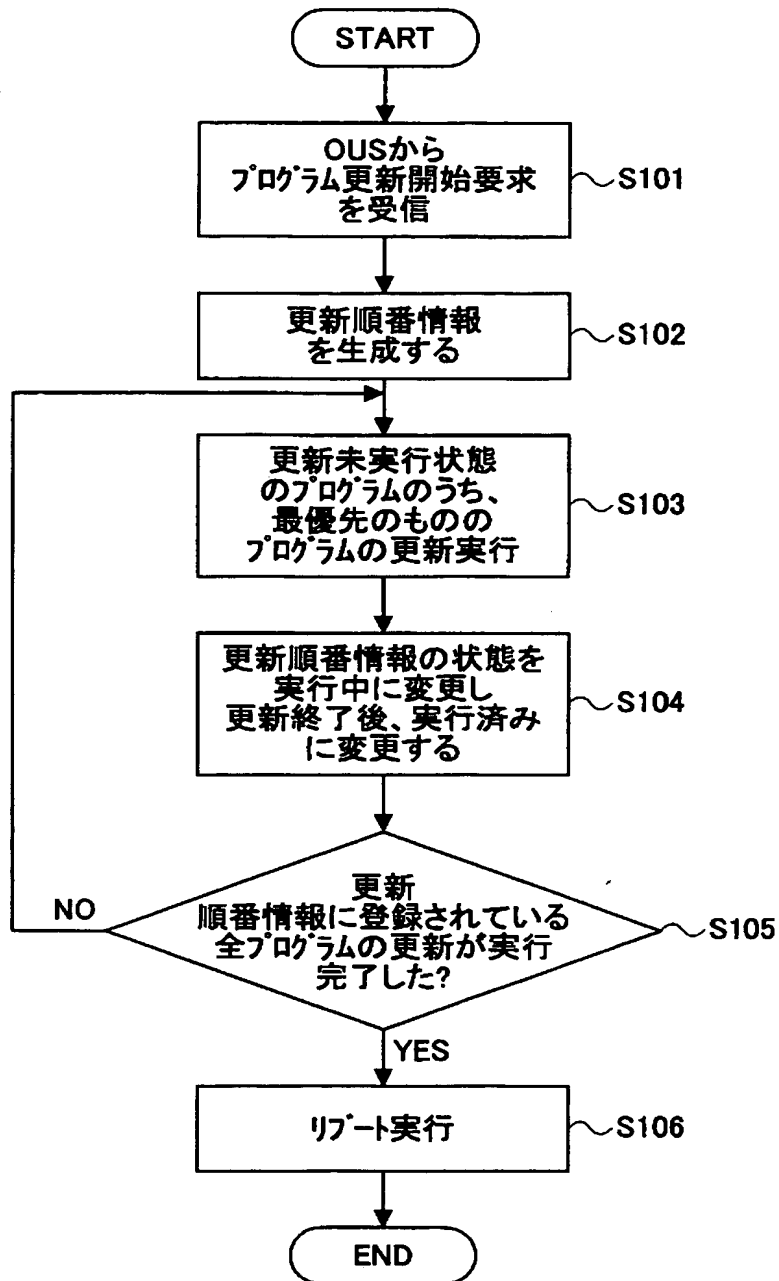 START
OUSから
プログラム更新開始要求
を受信
S101
更新順番情報
を生成する
S102
更新未実行状態
のプログラムのうち、
最優先のものの
プログラムの更新実行
S103
更新順番情報の状態を
実行中に変更し
更新終了後、実行済み
に変更する
S104
更新
順番情報に登録されている
全プログラムの更新が実行
完了した?
S105
NO
YES
リブート実行
S106
END